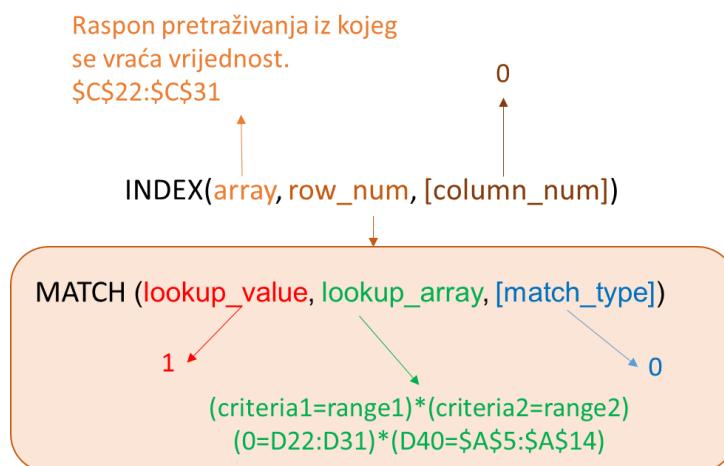 Raspon pretraživanja iz kojeg
se vraća vrijednost.
$C$22:$C$31
0
INDEX(array, row_num, [column_num])
MATCH (lookup_value, lookup_array, [match_type])
1
0
(criteria1=range1)*(criteria2=range2)
(0=D22:D31)*(D40=$A$5:$A$14)